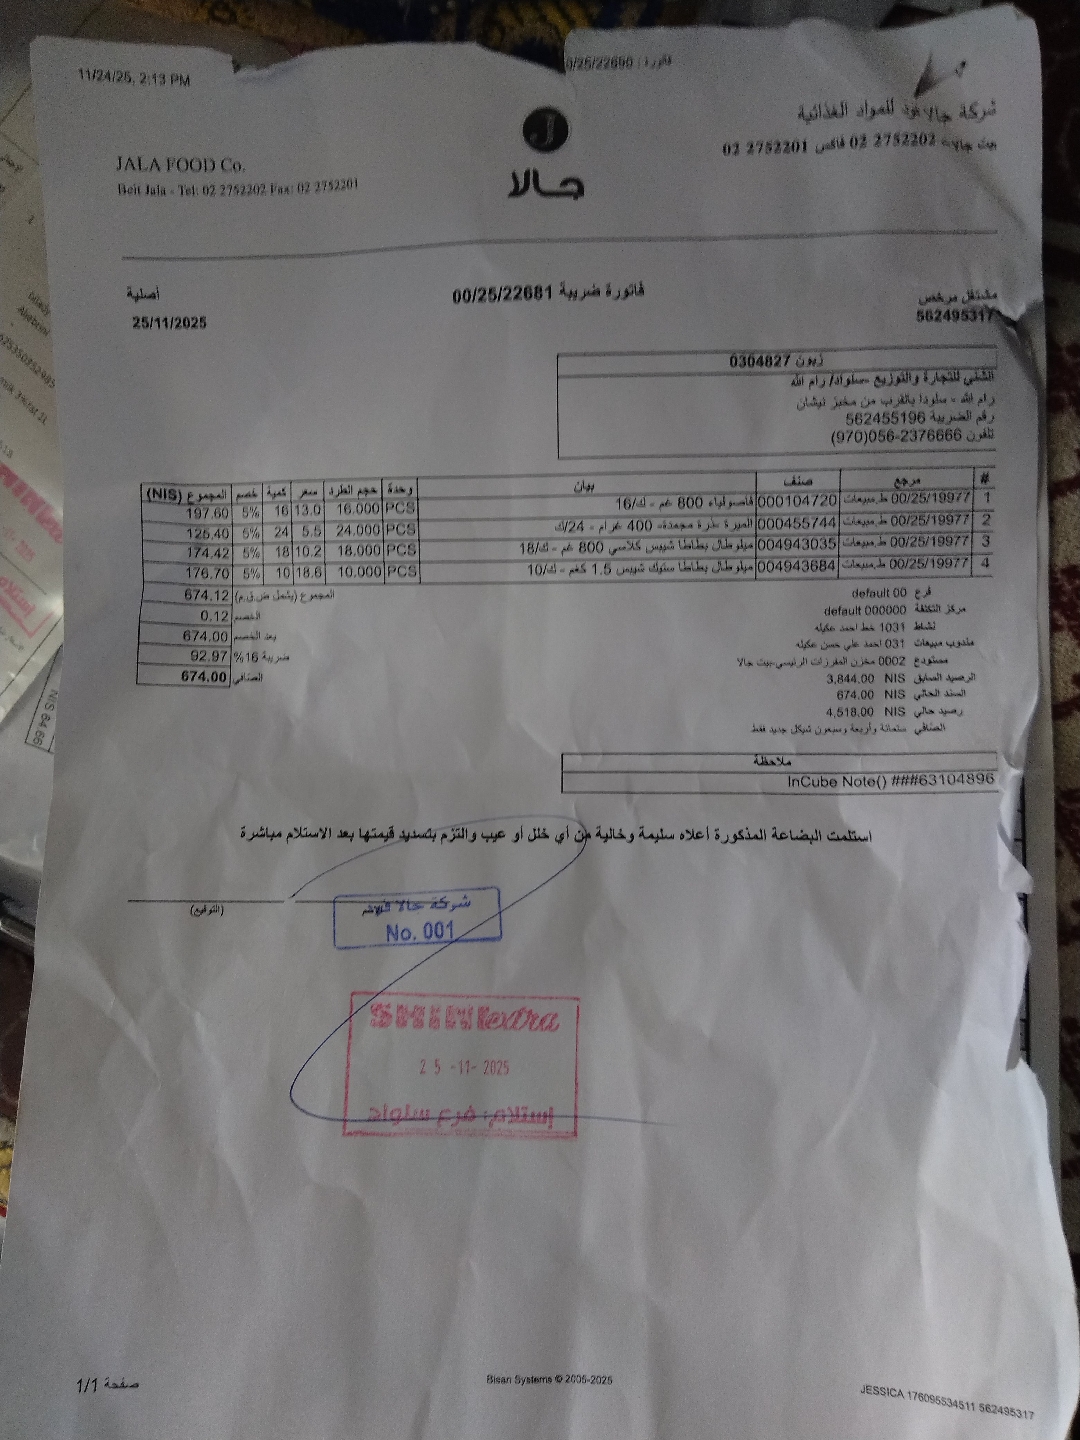 11/24/25, 2:13 PM
فاتورة : 00/25/22680
شركة جالا فود للمواد الغذائية
بيت جالا- 02 2752202 فاكس 02 2752201
JALA FOOD Co.
Beit Jala - Tel: 02 2752202 Fax: 02 2752201
جالا
مشتغل مرخص
562495317
فاتورة ضريبة 00/25/22681
أصلية
25/11/2025
زبون 0304827
الشلبي للتجارة والتوزيع -سلواد/ رام الله
رام الله - سلودا بالقرب من مخبز نيشان
رقم الضريبة 562455196
تلفون 056-2376666(970)
# مرجع صنف بيان وحدة حجم الطرد سعر كمية خصم المجموع (NIS)
1 00/25/19977 ط.مبيعات 000104720 فاصولياء 800 غم - ك/16 PCS 16.000 13.0 16 5% 197.60
2 00/25/19977 ط.مبيعات 000455744 الميرة ذرة مجمدة- 400 غرام - 24/ك PCS 24.000 5.5 24 5% 125.40
3 00/25/19977 ط.مبيعات 004943035 ميلوطال بطاطا شيبس كلاسي 800 غم - ك/18 PCS 18.000 10.2 18 5% 174.42
4 00/25/19977 ط.مبيعات 004943684 ميلوطال بطاطا ستيك شيبس 1.5 كغم - ك/10 PCS 10.000 18.6 10 5% 176.70
المجموع (يشمل ض.ق.م) 674.12
الخصم 0.12
بعد الخصم 674.00
ضريبة 16% 92.97
الصافي 674.00
فرع 00 default
مركز التكلفة 000000 default
نشاط 1031 خط احمد عكيله
مندوب مبيعات 031 احمد علي حسن عكيله
مستودع 0002 مخزن المفرزات الرئيسي-بيت جالا
الرصيد السابق NIS 3,844.00
السند الحالي NIS 674.00
رصيد حالي NIS 4,518.00
الصافي ستمائة وأربعة وسبعون شيكل جديد فقط
ملاحظة
InCube Note() ###63104896
استلمت البضاعة المذكورة أعلاه سليمة وخالية من أي خلل أو عيب والتزم بتسديد قيمتها بعد الاستلام مباشرة
(التوقيع)
شركة جالا فود
No. 001
SHINI extra
25 -11- 2025
إستلام: فرع سلواد
صفحة 1/1
Bisan Systems © 2005-2025
JESSICA 176095534511 562495317
NIS 64.66